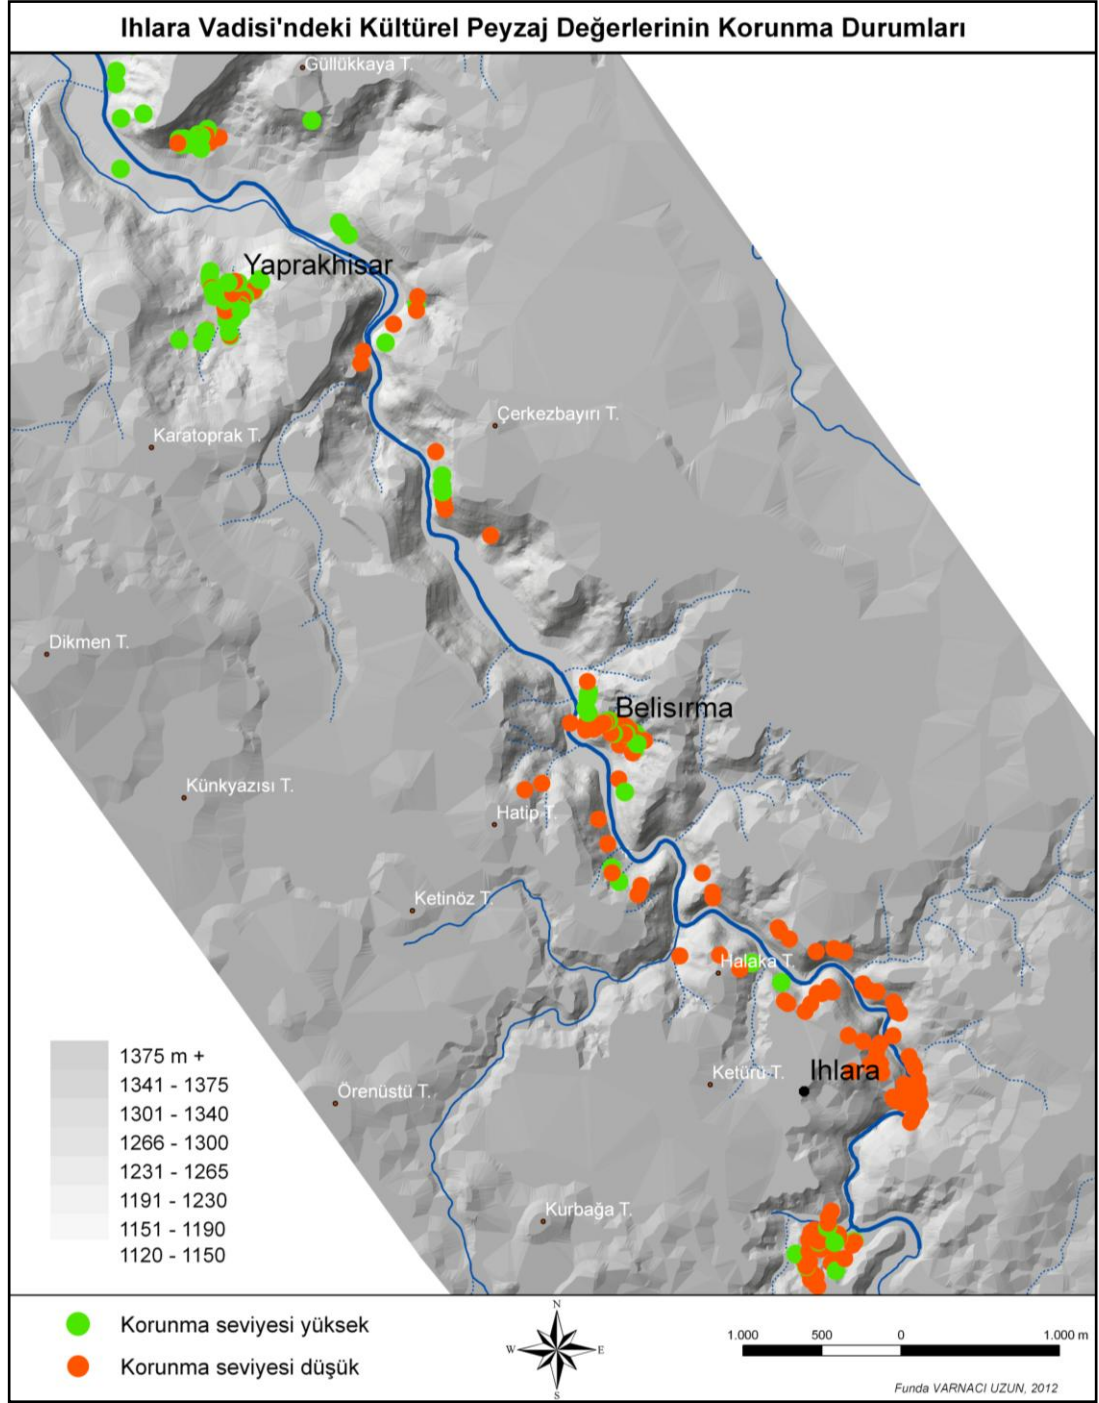 Ihlara Vadisi'ndeki Kültürel Peyzaj Değerlerinin Korunma Durumları
Güllükkaya T.
Yaprakhisar
Çerkezbayırı T.
Karatoprak T.
Dikmen T.
Belisırma
Künkyazısı T.
Hatip T.
Ketinöz T.
Halaka T.
Ihlara
Ketürü T.
Örenüstü T.
Kurbağa T.
1375 m +
1341 - 1375
1301 - 1340
1266 - 1300
1231 - 1265
1191 - 1230
1151 - 1190
1120 - 1150
Korunma seviyesi yüksek
Korunma seviyesi düşük
N
W E
S
1.000 500 0 1.000 m
Funda VARNACI UZUN, 2012